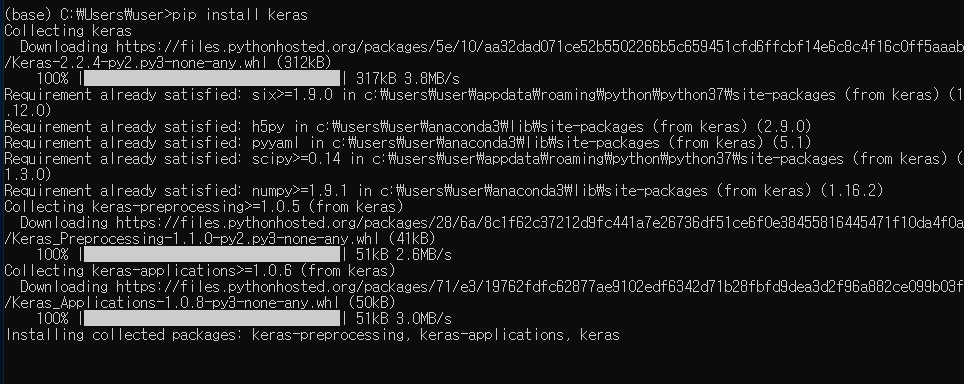 (base) C:₩Users₩user>pip install keras
Collecting keras
  Downloading https://files.pythonhosted.org/packages/5e/10/aa32dad071ce52b5502266b5c659451cfd6ffcbf14e6c8c4f16c0ff5aaab
/Keras-2.2.4-py2.py3-none-any.whl (312kB)
    100% |████████████████████████████████| 317kB 3.8MB/s
Requirement already satisfied: six>=1.9.0 in c:₩users₩user₩appdata₩roaming₩python₩python37₩site-packages (from keras) (1
.12.0)
Requirement already satisfied: h5py in c:₩users₩user₩anaconda3₩lib₩site-packages (from keras) (2.9.0)
Requirement already satisfied: pyyaml in c:₩users₩user₩anaconda3₩lib₩site-packages (from keras) (5.1)
Requirement already satisfied: scipy>=0.14 in c:₩users₩user₩appdata₩roaming₩python₩python37₩site-packages (from keras) (
1.3.0)
Requirement already satisfied: numpy>=1.9.1 in c:₩users₩user₩anaconda3₩lib₩site-packages (from keras) (1.16.2)
Collecting keras-preprocessing>=1.0.5 (from keras)
  Downloading https://files.pythonhosted.org/packages/28/6a/8c1f62c37212d9fc441a7e26736df51ce6f0e38455816445471f10da4f0a
/Keras_Preprocessing-1.1.0-py2.py3-none-any.whl (41kB)
    100% |████████████████████████████████| 51kB 2.6MB/s
Collecting keras-applications>=1.0.6 (from keras)
  Downloading https://files.pythonhosted.org/packages/71/e3/19762fdfc62877ae9102edf6342d71b28fbfd9dea3d2f96a882ce099b03f
/Keras_Applications-1.0.8-py3-none-any.whl (50kB)
    100% |████████████████████████████████| 51kB 3.0MB/s
Installing collected packages: keras-preprocessing, keras-applications, keras